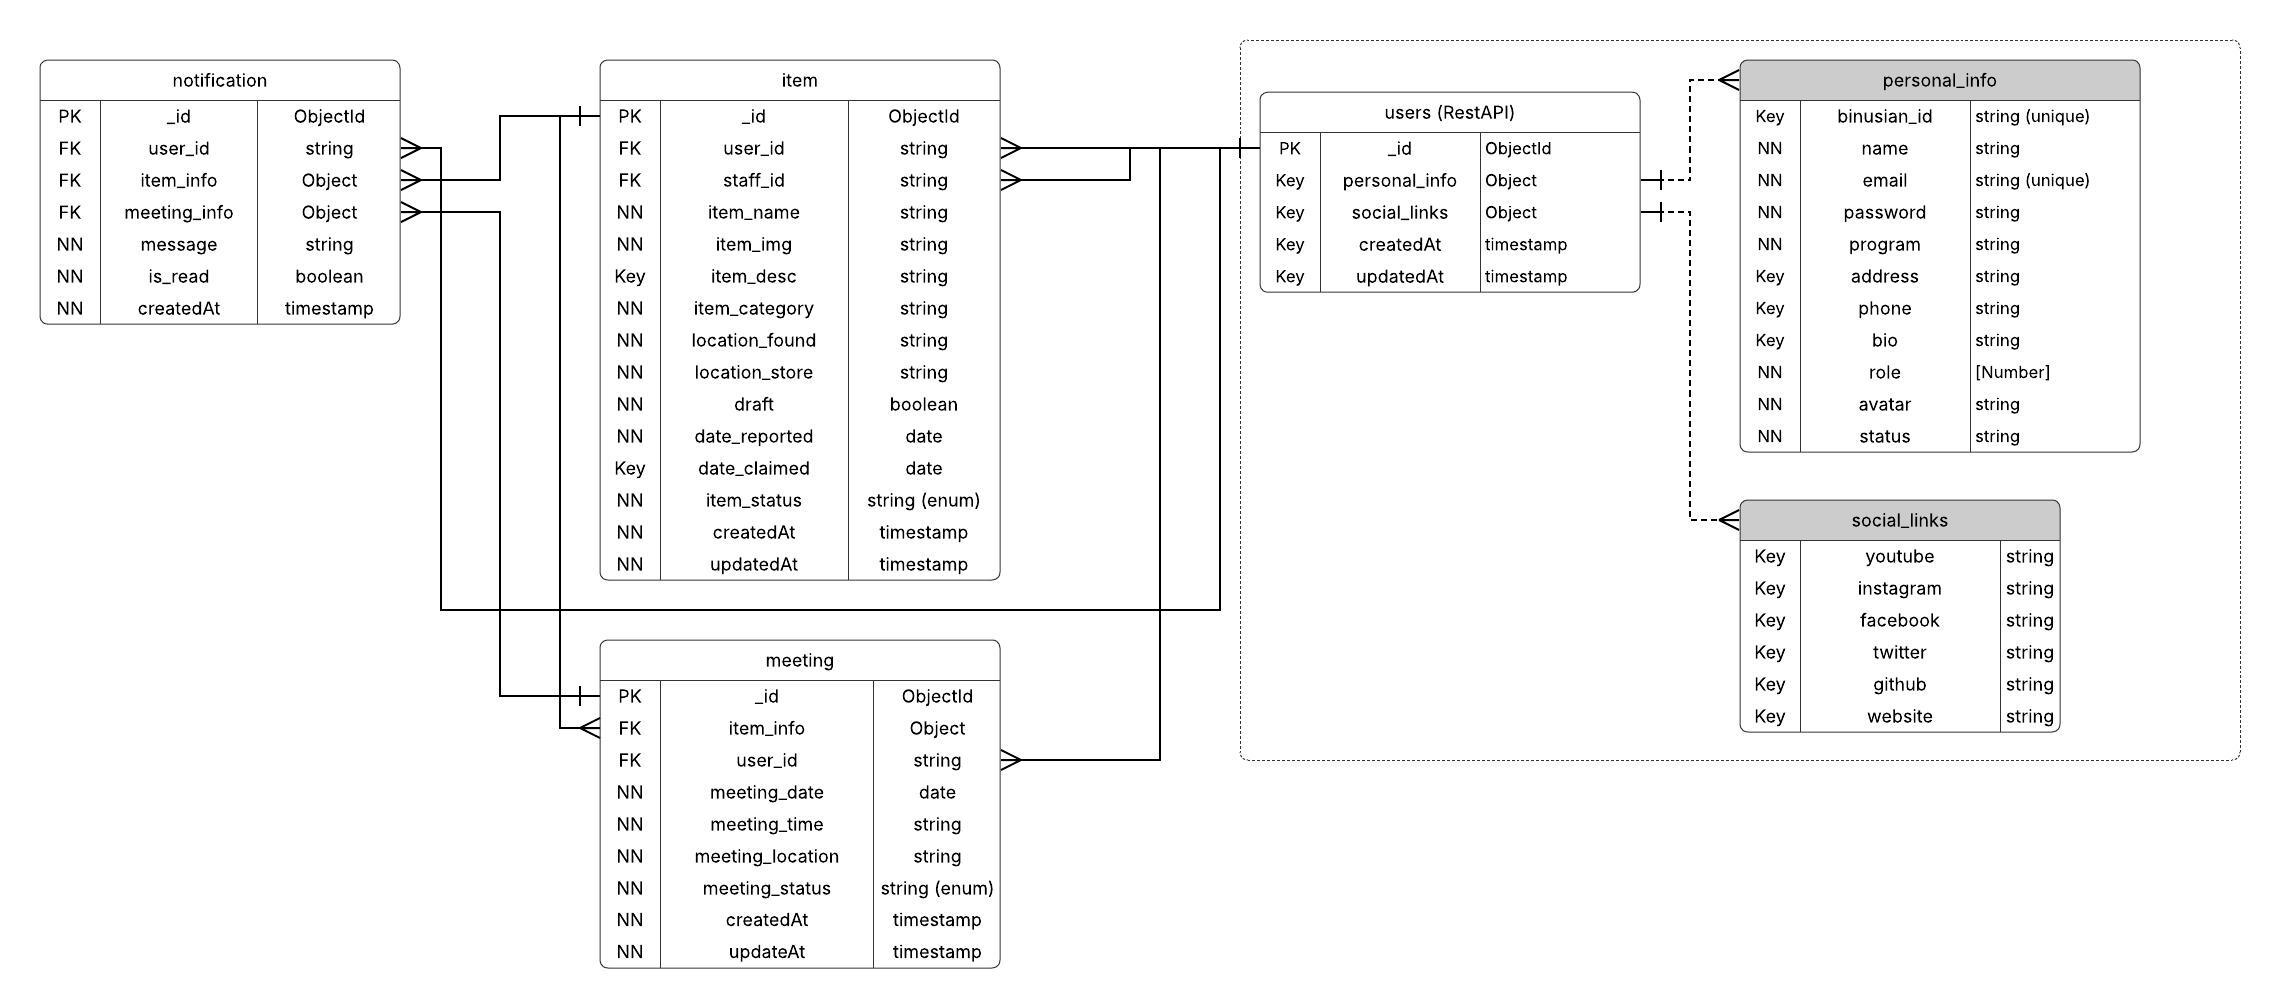 notification
PK _id ObjectId
FK user_id string
FK item_info Object
FK meeting_info Object
NN message string
NN is_read boolean
NN createdAt timestamp
item
PK _id ObjectId
FK user_id string
FK staff_id string
NN item_name string
NN item_img string
Key item_desc string
NN item_category string
NN location_found string
NN location_store string
NN draft boolean
NN date_reported date
Key date_claimed date
NN item_status string (enum)
NN createdAt timestamp
NN updatedAt timestamp
meeting
PK _id ObjectId
FK item_info Object
FK user_id string
NN meeting_date date
NN meeting_time string
NN meeting_location string
NN meeting_status string (enum)
NN createdAt timestamp
NN updateAt timestamp
users (RestAPI)
PK _id ObjectId
Key personal_info Object
Key social_links Object
Key createdAt timestamp
Key updatedAt timestamp
personal_info
Key binusian_id string (unique)
NN name string
NN email string (unique)
NN password string
NN program string
Key address string
Key phone string
Key bio string
NN role [Number]
NN avatar string
NN status string
social_links
Key youtube string
Key instagram string
Key facebook string
Key twitter string
Key github string
Key website string